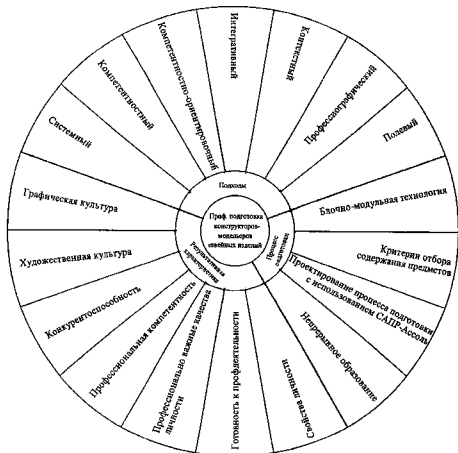 Интегративный
Контекстный
Профессиографический
Полевый
Блочно-модульная технология
Критерии отбора
содержания предметов
Проектирование процесса подготовки
с использованием САПР-Ассоль
Непрерывное образование
Свойства личности
Готовность к профдеятельности
Профессионально важные качества
личности
Профессиональная компетентность
Конкурентоспособность
Художественная культура
Графическая культура
Системный
Компетентностный
Компетентностно-ориентировочный
Подходы
Процесс
подготовки
Результативная
характеристика
Проф. подготовка
конструкторов-
модельеров
швейных изделий